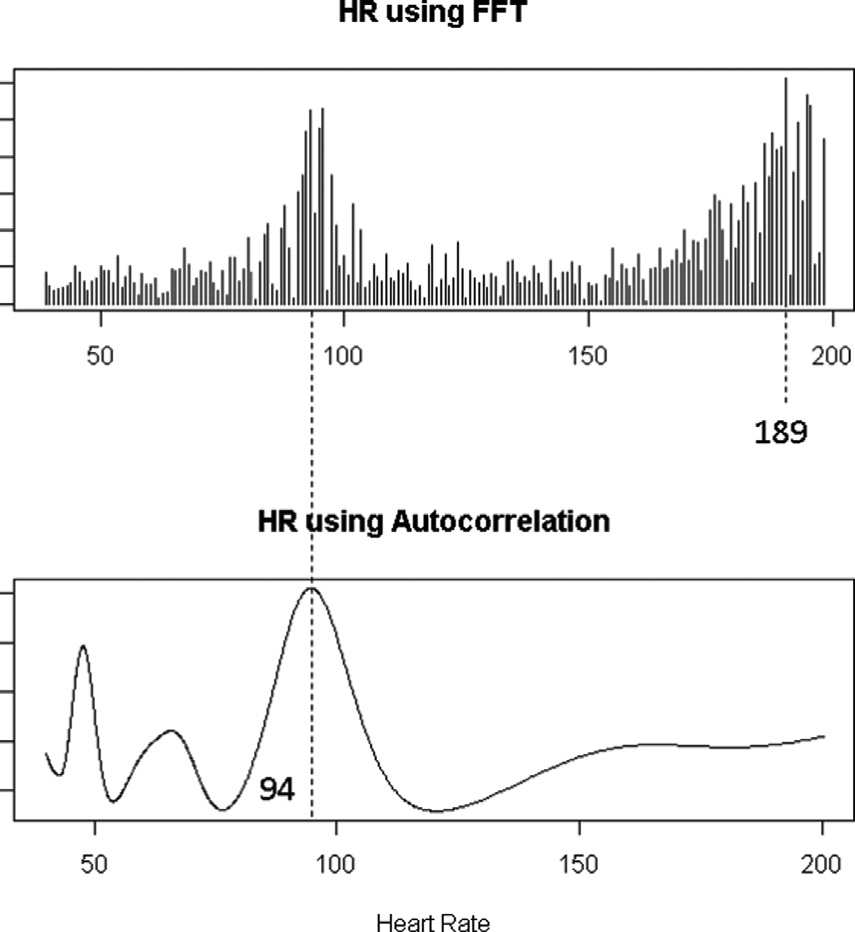 HR using FFT
50 100 150 200
189
HR using Autocorrelation
94
50 100 150 200
Heart Rate